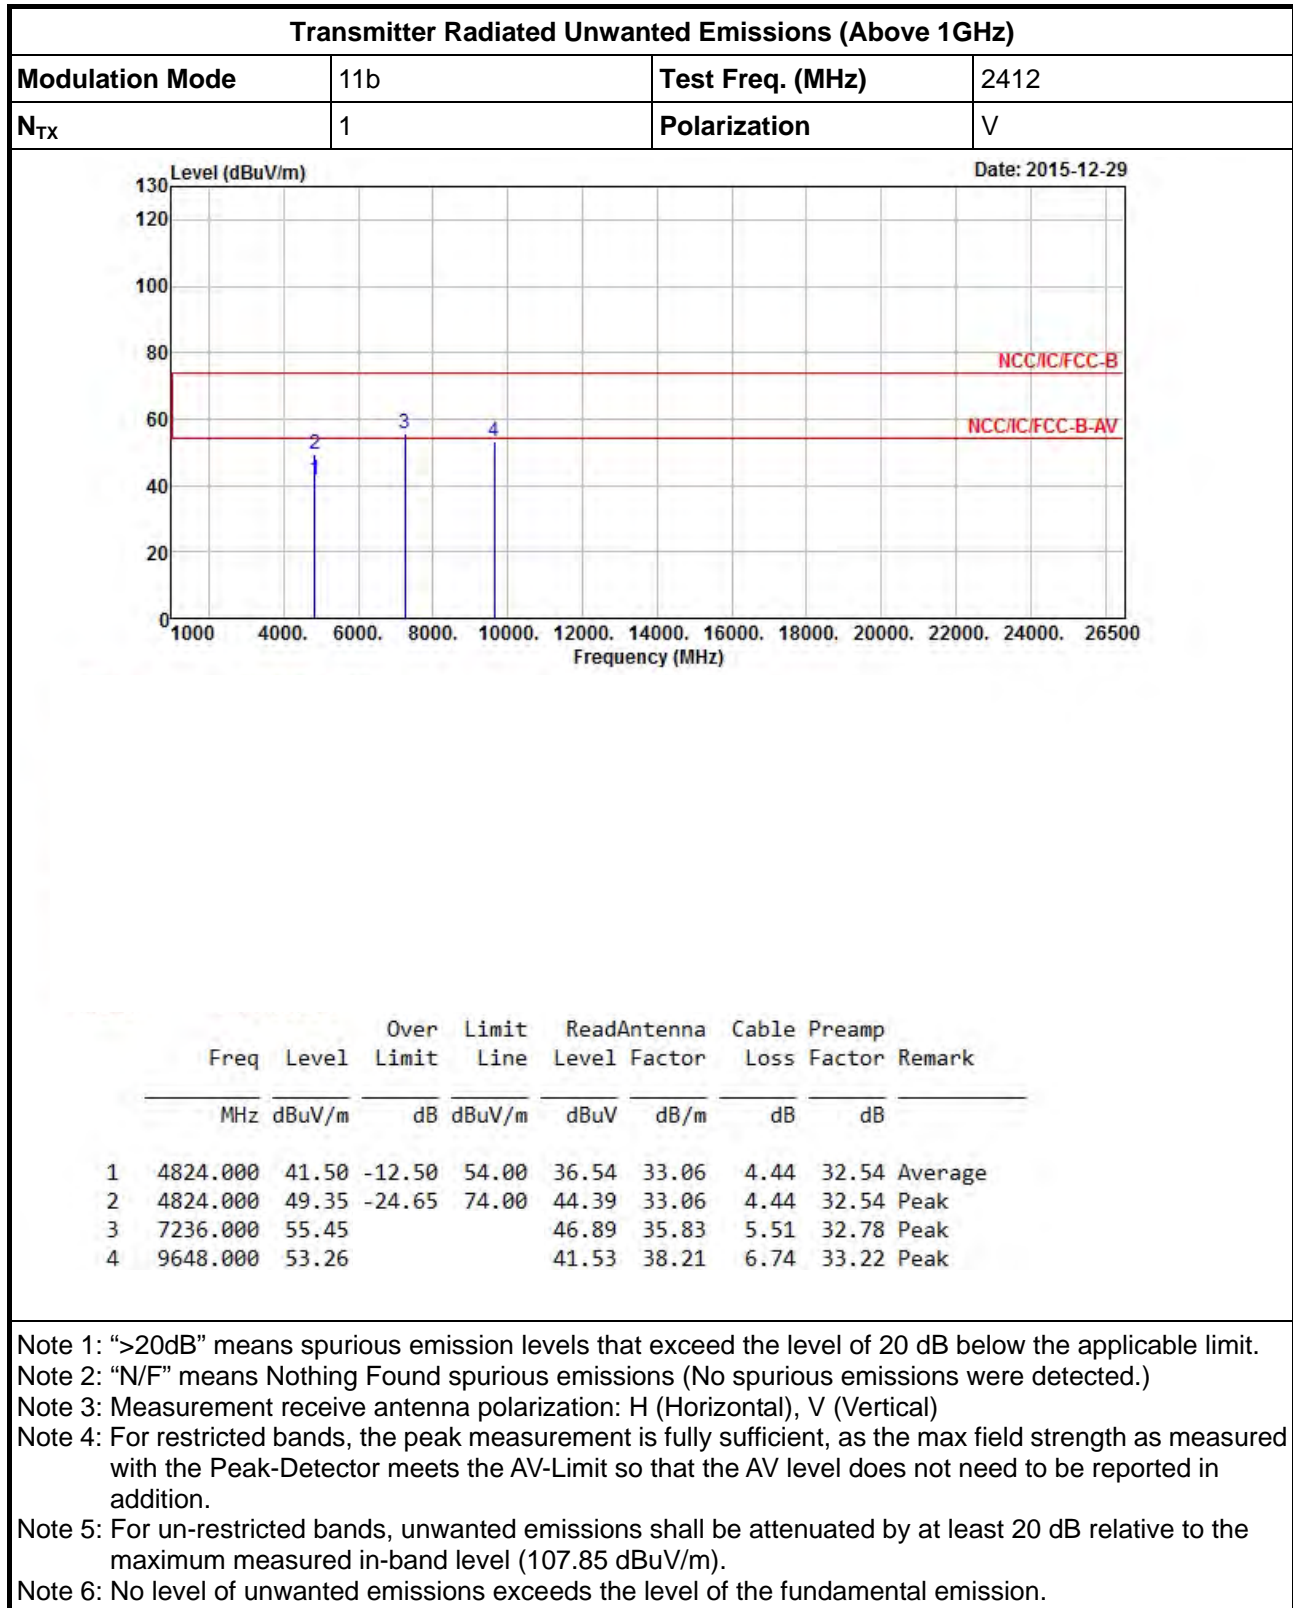 Transmitter Radiated Unwanted Emissions (Above 1GHz)
Modulation Mode 11b Test Freq. (MHz) 2412
NTX 1 Polarization V
Level (dBuV/m) Date: 2015-12-29
130
120
100
80
NCC/IC/FCC-B
60
3
4
NCC/IC/FCC-B-AV
2
1
40
20
0
1000 4000. 6000. 8000. 10000. 12000. 14000. 16000. 18000. 20000. 22000. 24000. 26500
Frequency (MHz)
Over Limit ReadAntenna Cable Preamp
Freq Level Limit Line Level Factor Loss Factor Remark
MHz dBuV/m dB dBuV/m dBuV dB/m dB dB
1 4824.000 41.50 -12.50 54.00 36.54 33.06 4.44 32.54 Average
2 4824.000 49.35 -24.65 74.00 44.39 33.06 4.44 32.54 Peak
3 7236.000 55.45 46.89 35.83 5.51 32.78 Peak
4 9648.000 53.26 41.53 38.21 6.74 33.22 Peak
Note 1: “>20dB” means spurious emission levels that exceed the level of 20 dB below the applicable limit.
Note 2: “N/F” means Nothing Found spurious emissions (No spurious emissions were detected.)
Note 3: Measurement receive antenna polarization: H (Horizontal), V (Vertical)
Note 4: For restricted bands, the peak measurement is fully sufficient, as the max field strength as measured
with the Peak-Detector meets the AV-Limit so that the AV level does not need to be reported in
addition.
Note 5: For un-restricted bands, unwanted emissions shall be attenuated by at least 20 dB relative to the
maximum measured in-band level (107.85 dBuV/m).
Note 6: No level of unwanted emissions exceeds the level of the fundamental emission.